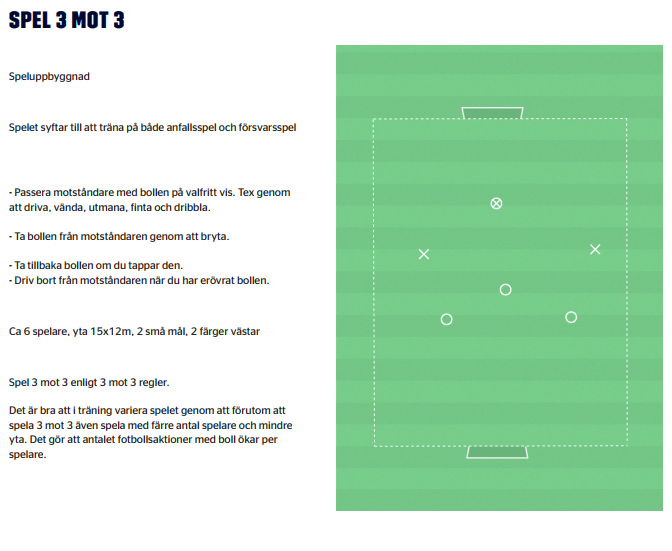 SPEL 3 MOT 3
Speluppbyggnad
Spelet syftar till att träna på både anfallsspel och försvarsspel
- Passera motståndare med bollen på valfritt vis. Tex genom
att driva, vända, utmana, finta och dribbla.
- Ta bollen från motståndaren genom att bryta.
- Ta tillbaka bollen om du tappar den.
- Driv bort från motståndaren när du har erövrat bollen.
Ca 6 spelare, yta 15x12m, 2 små mål, 2 färger västar
Spel 3 mot 3 enligt 3 mot 3 regler.
Det är bra att i träning variera spelet genom att förutom att
spela 3 mot 3 även spela med färre antal spelare och mindre
yta. Det gör att antalet fotbollsaktioner med boll ökar per
spelare.